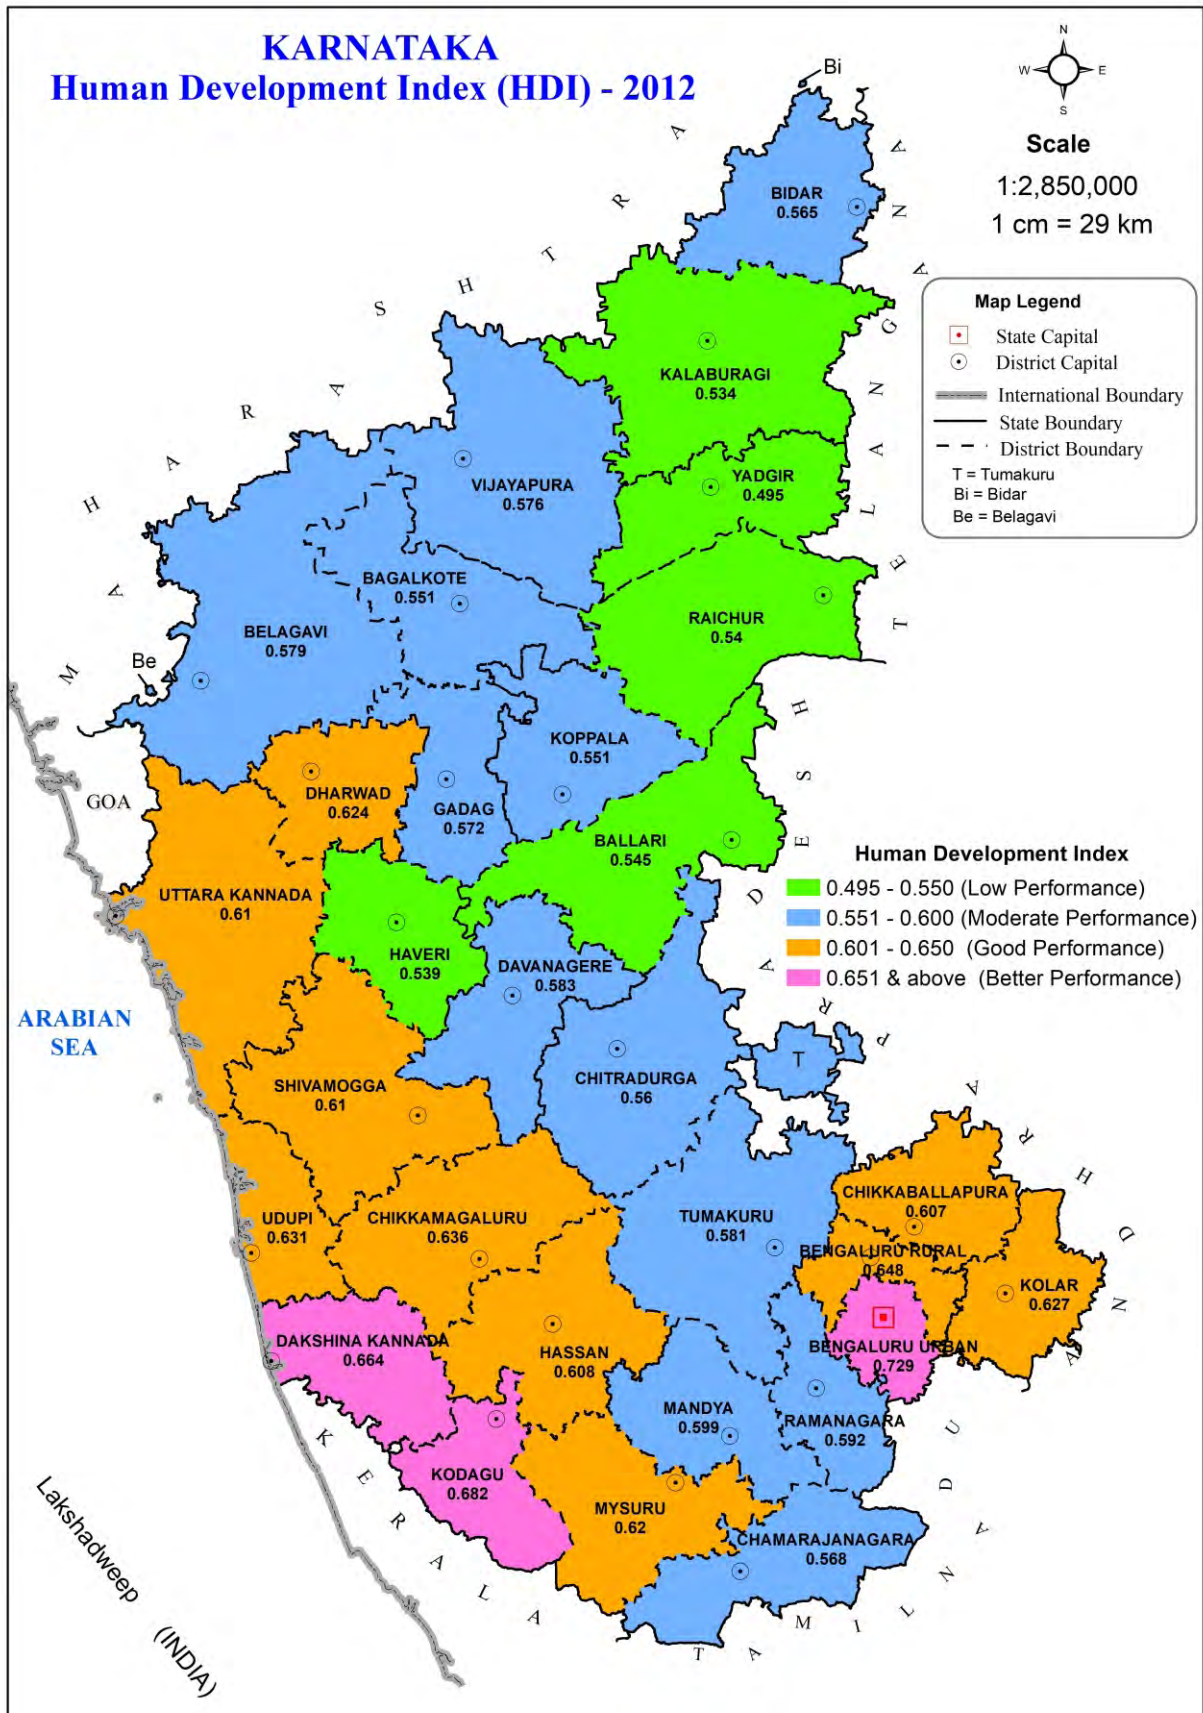 KARNATAKA
Human Development Index (HDI) - 2012
N
W
E
S
Scale
1:2,850,000
1 cm = 29 km
Map Legend
State Capital
District Capital
International Boundary
State Boundary
District Boundary
T = Tumakuru
Bi = Bidar
Be = Belagavi
Bi
BIDAR
0.565
MAHARASHTRA
TELANGANA
KALABURAGI
0.534
YADGIR
0.495
VIJAYAPURA
0.576
BAGALKOTE
0.551
RAICHUR
0.54
BELAGAVI
0.579
Be
KOPPALA
0.551
GOA
DHARWAD
0.624
GADAG
0.572
BALLARI
0.545
ANDHRA PRADESH
Human Development Index
0.495 - 0.550 (Low Performance)
0.551 - 0.600 (Moderate Performance)
0.601 - 0.650 (Good Performance)
0.651 & above (Better Performance)
UTTARA KANNADA
0.61
HAVERI
0.539
DAVANAGERE
0.583
ARABIAN
SEA
T
SHIVAMOGGA
0.61
CHITRADURGA
0.56
CHIKKABALLAPURA
0.607
UDUPI
0.631
CHIKKAMAGALURU
0.636
TUMAKURU
0.581
BENGALURU RURAL
0.648
KOLAR
0.627
DAKSHINA KANNADA
0.664
HASSAN
0.608
BENGALURU URBAN
0.729
MANDYA
0.599
RAMANAGARA
0.592
KODAGU
0.682
MYSURU
0.62
CHAMARAJANAGARA
0.568
KERALA
TAMILNADU
Lakshadweep
(INDIA)